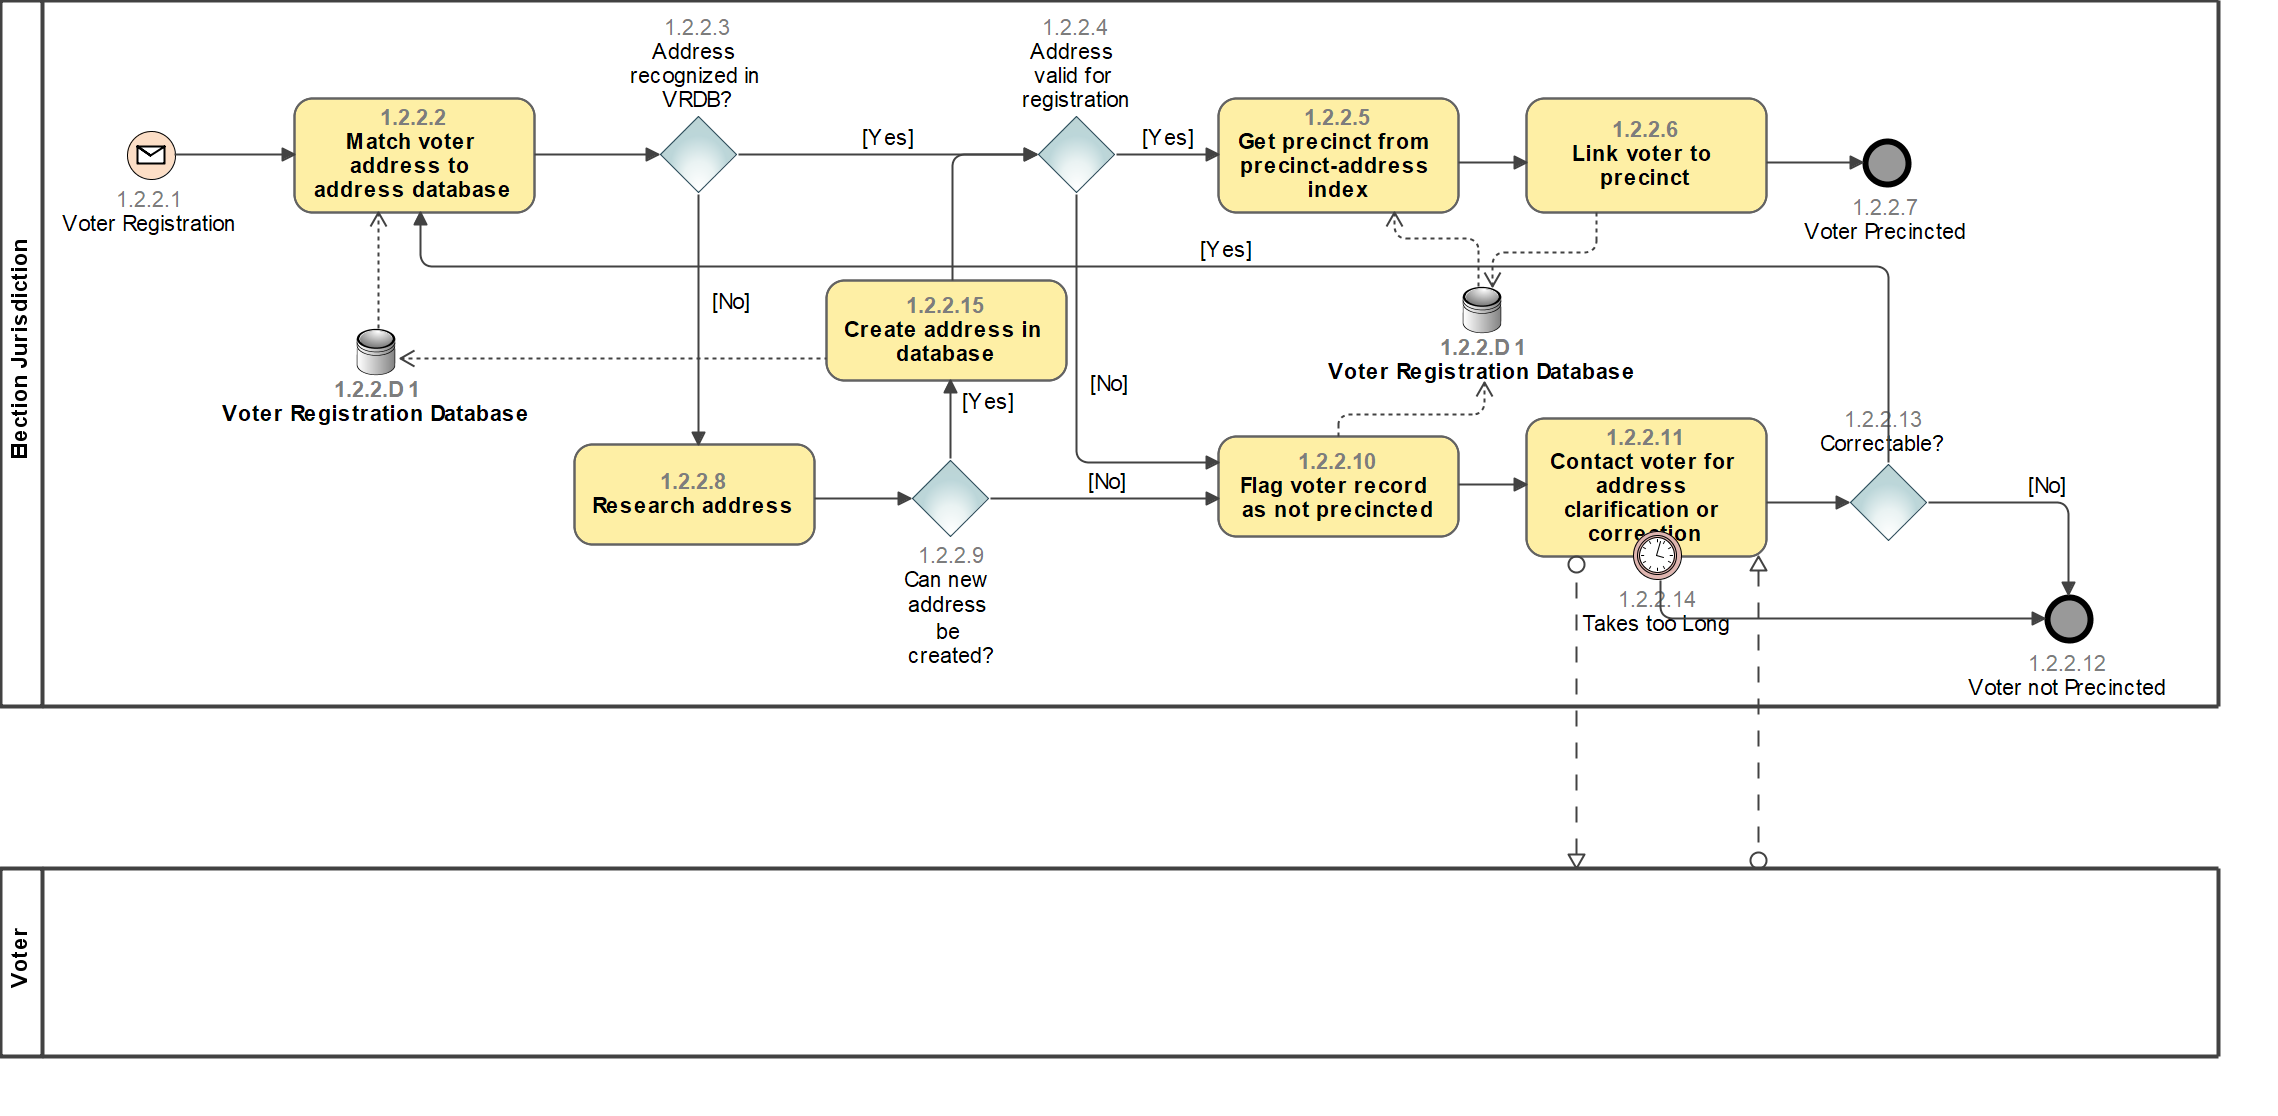 1.2.2.3
Address
recognized in
VRDB?
1.2.2.4
Address
valid for
registration
1.2.2.2
Match voter
address to
address database
[Yes]
[Yes]
1.2.2.5
Get precinct from
precinct-address
index
1.2.2.6
Link voter to
precinct
1.2.2.1
Voter Registration
1.2.2.7
Voter Precincted
[Yes]
Election Jurisdiction
[No]
1.2.2.15
Create address in
database
1.2.2.D1
Voter Registration Database
1.2.2.D1
Voter Registration Database
[Yes]
[No]
1.2.2.8
Research address
1.2.2.9
Can new
address
be
created?
[No]
1.2.2.10
Flag voter record
as not precincted
1.2.2.11
Contact voter for
address
clarification or
correction
1.2.2.13
Correctable?
[No]
1.2.2.14
Takes too Long
1.2.2.12
Voter not Precincted
Voter